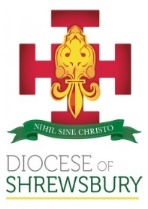 NIHIL SINE CHRISTO
DIOCESE OF
SHREWSBURY